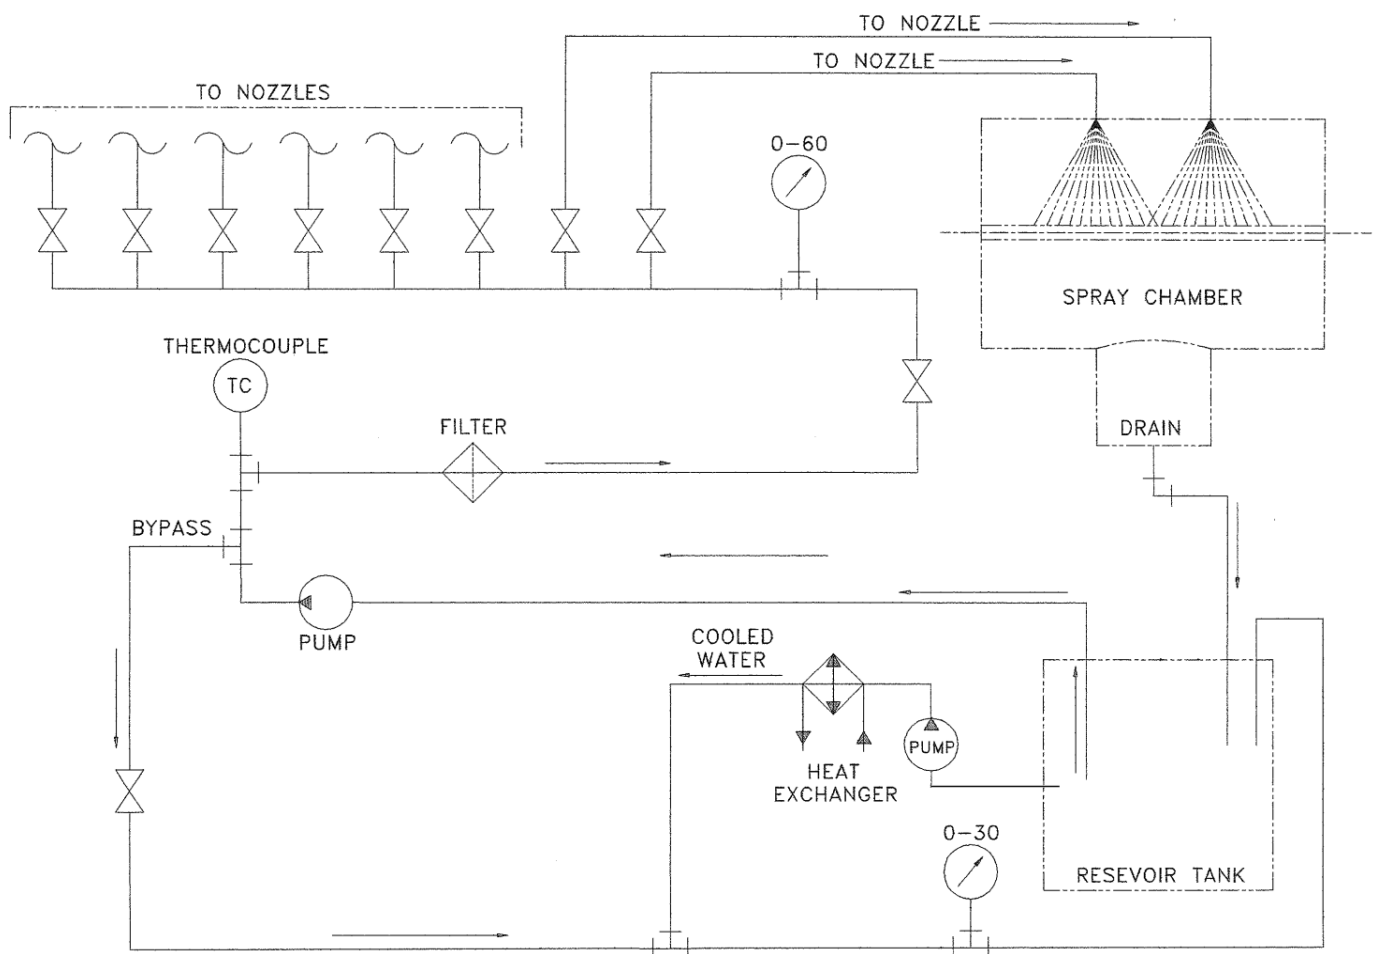 TO NOZZLE
TO NOZZLE
TO NOZZLES
0-60
SPRAY CHAMBER
THERMOCOUPLE
TC
FILTER
DRAIN
BYPASS
PUMP
COOLED
WATER
PUMP
HEAT
EXCHANGER
0-30
RESEVOIR TANK